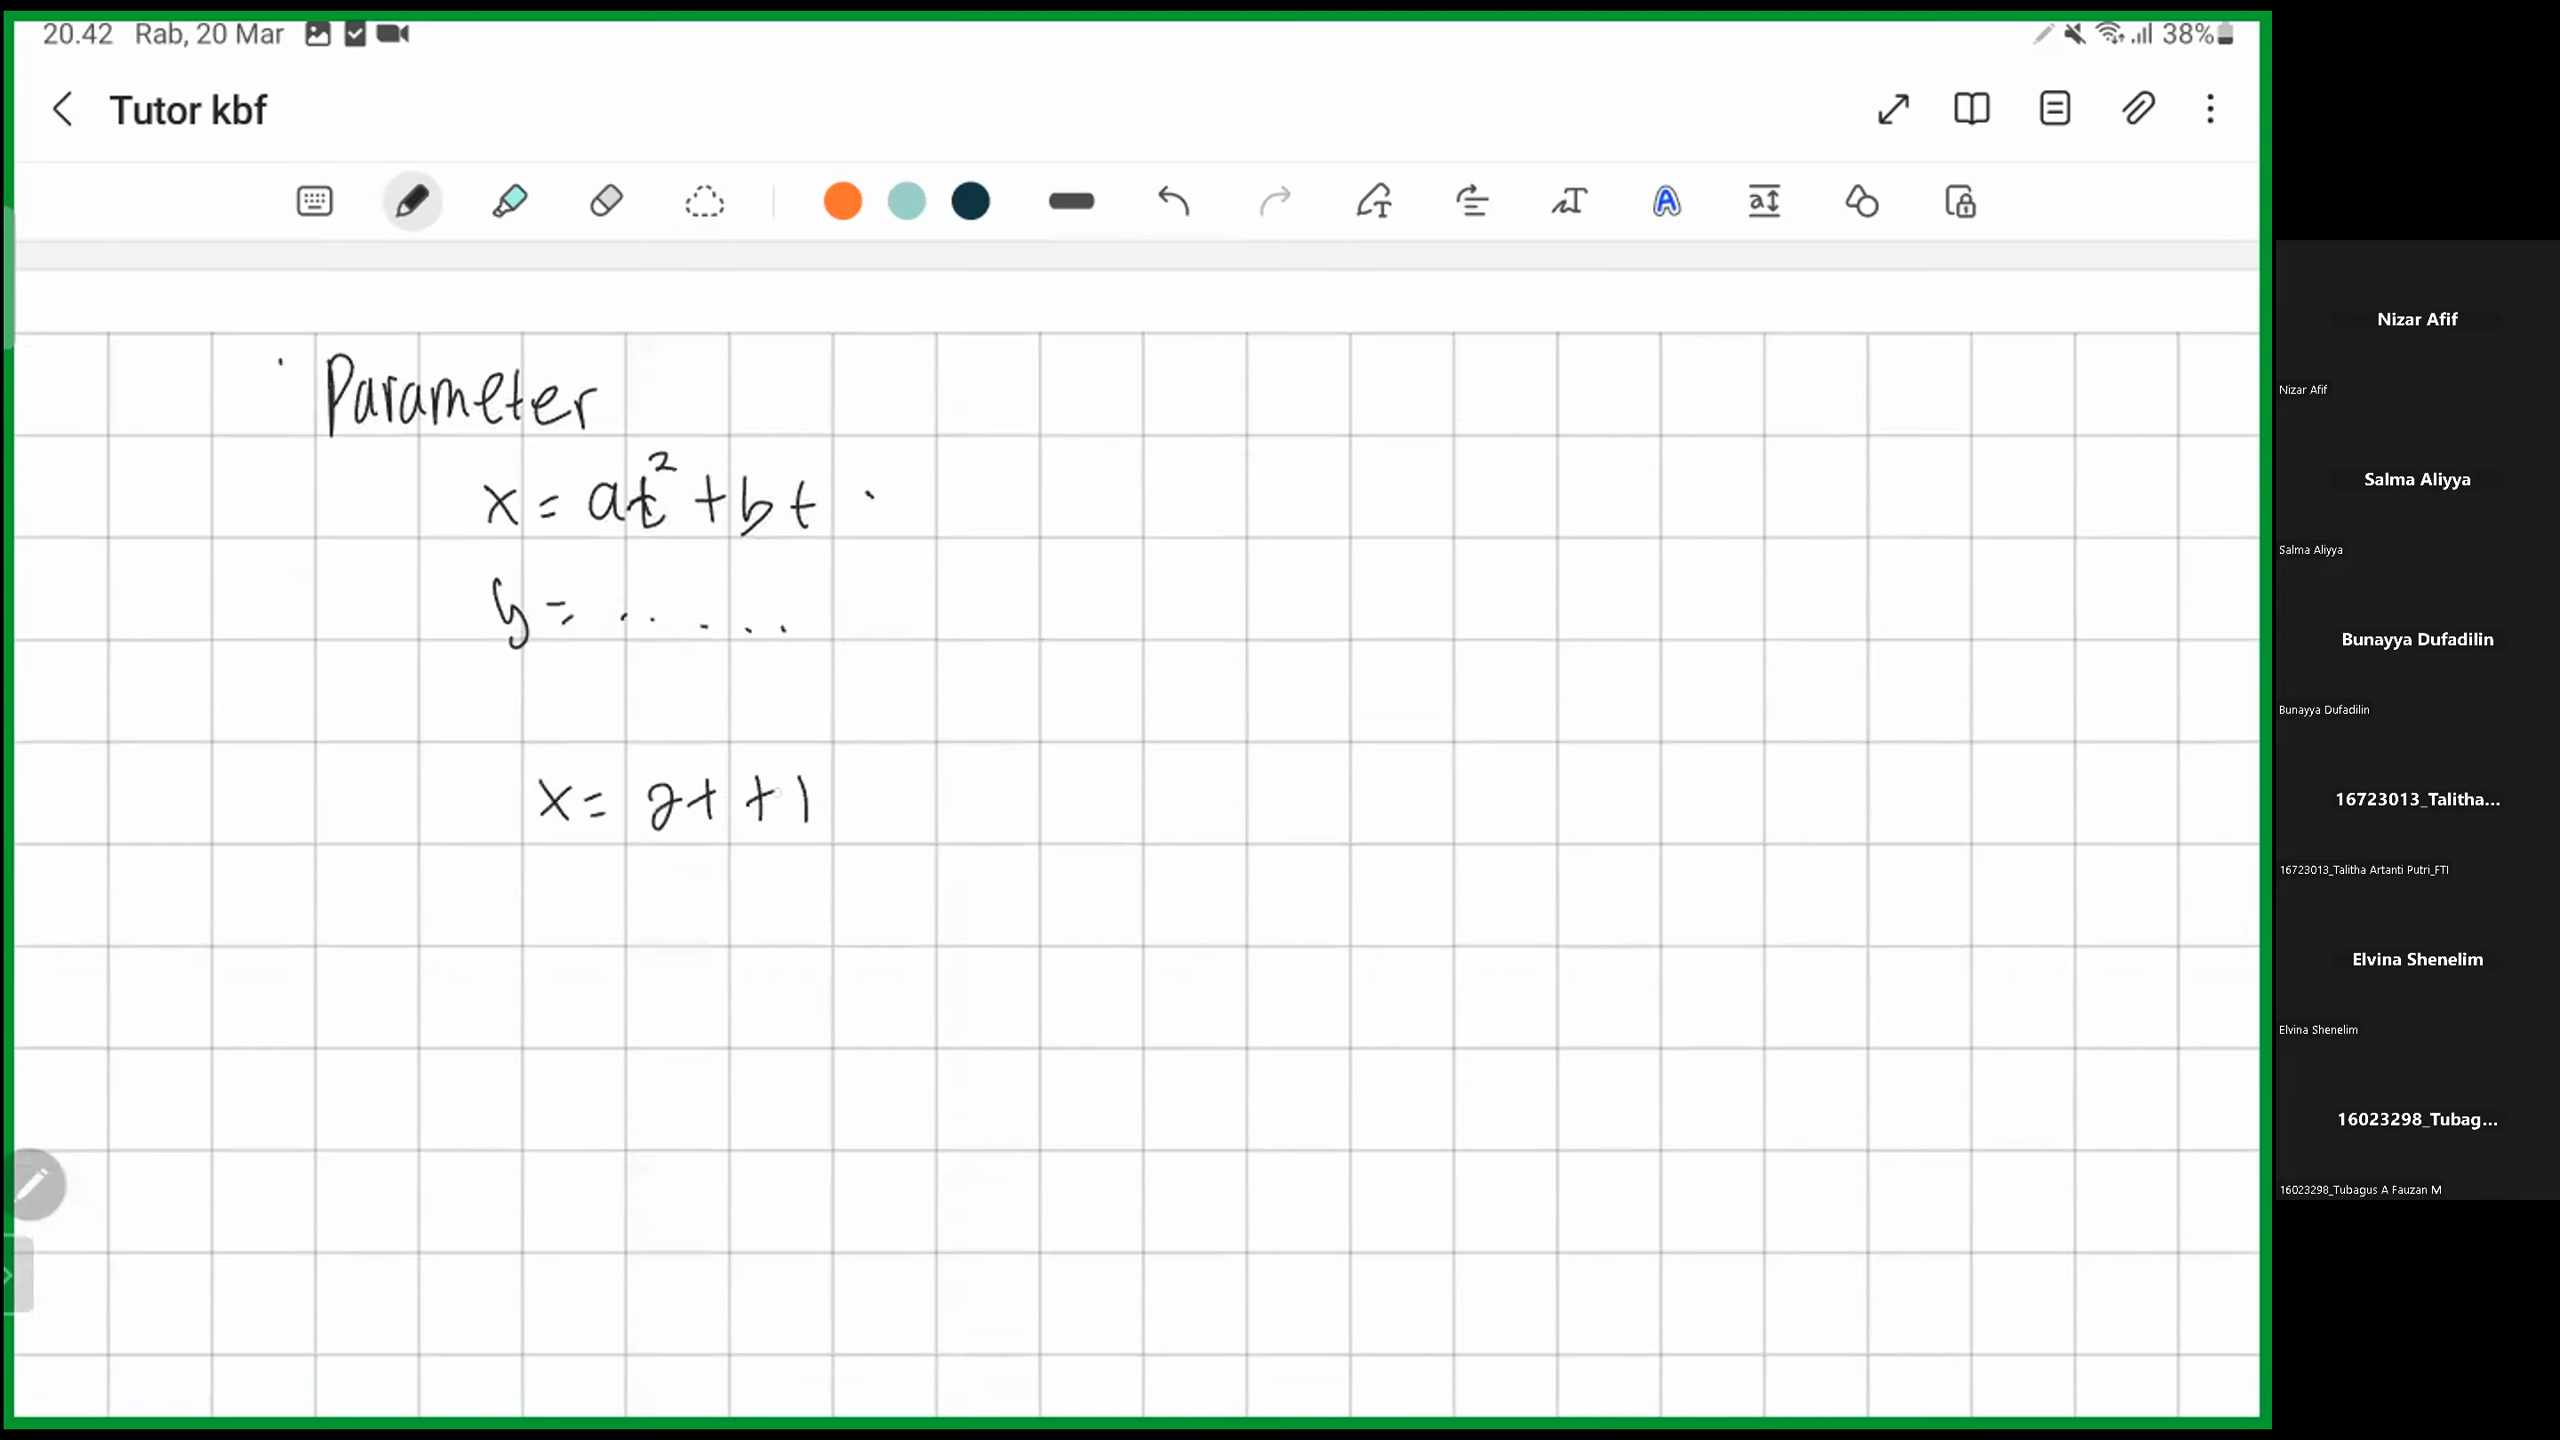 20.42 Rab, 20 Mar 38%
Tutor kbf
Parameter
x = at² + bt .
y = .....
x = 2t + 1
Nizar Afif
Nizar Afif
Salma Aliyya
Salma Aliyya
Bunayya Dufadilin
Bunayya Dufadilin
16723013_Talitha...
16723013_Talitha Artanti Putri_FTI
Elvina Shenelim
Elvina Shenelim
16023298_Tubag...
16023298_Tubagus A Fauzan M